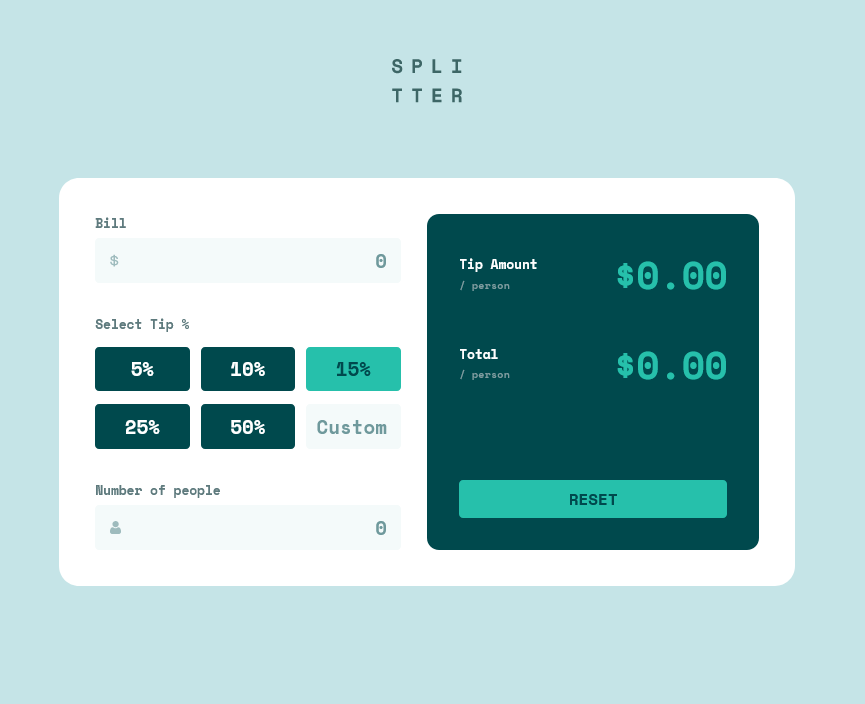 SPLI
TTER
Bill
$ 0
Select Tip %
5% 10% 15%
25% 50% Custom
Number of people
0
Tip Amount
/ person
$0.00
Total
/ person
$0.00
RESET